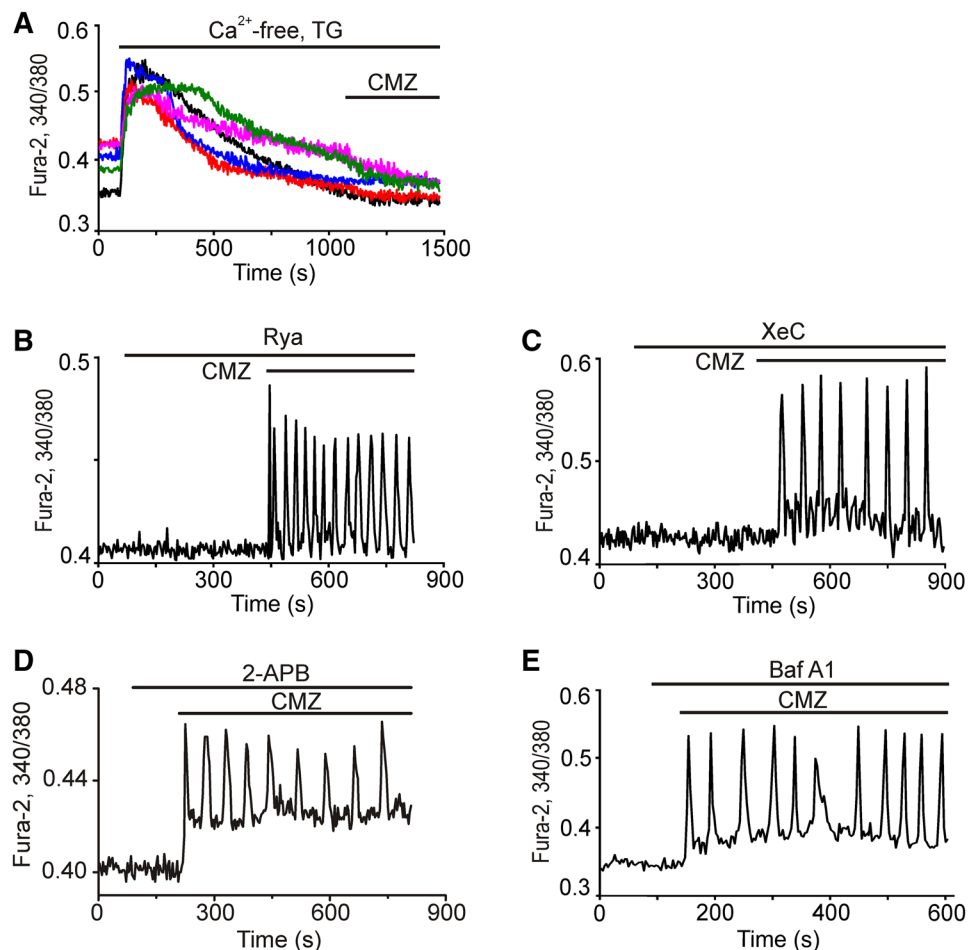 A
Ca²⁺-free, TG
CMZ
Fura-2, 340/380
0.6
0.5
0.4
0.3
0 500 1000 1500
Time (s)
B
Rya
CMZ
Fura-2, 340/380
0.5
0.4
0 300 600 900
Time (s)
C
XeC
CMZ
Fura-2, 340/380
0.6
0.5
0.4
0 300 600 900
Time (s)
D
2-APB
CMZ
Fura-2, 340/380
0.48
0.44
0.40
0 300 600 900
Time (s)
E
Baf A1
CMZ
Fura-2, 340/380
0.6
0.5
0.4
0.3
0 200 400 600
Time (s)